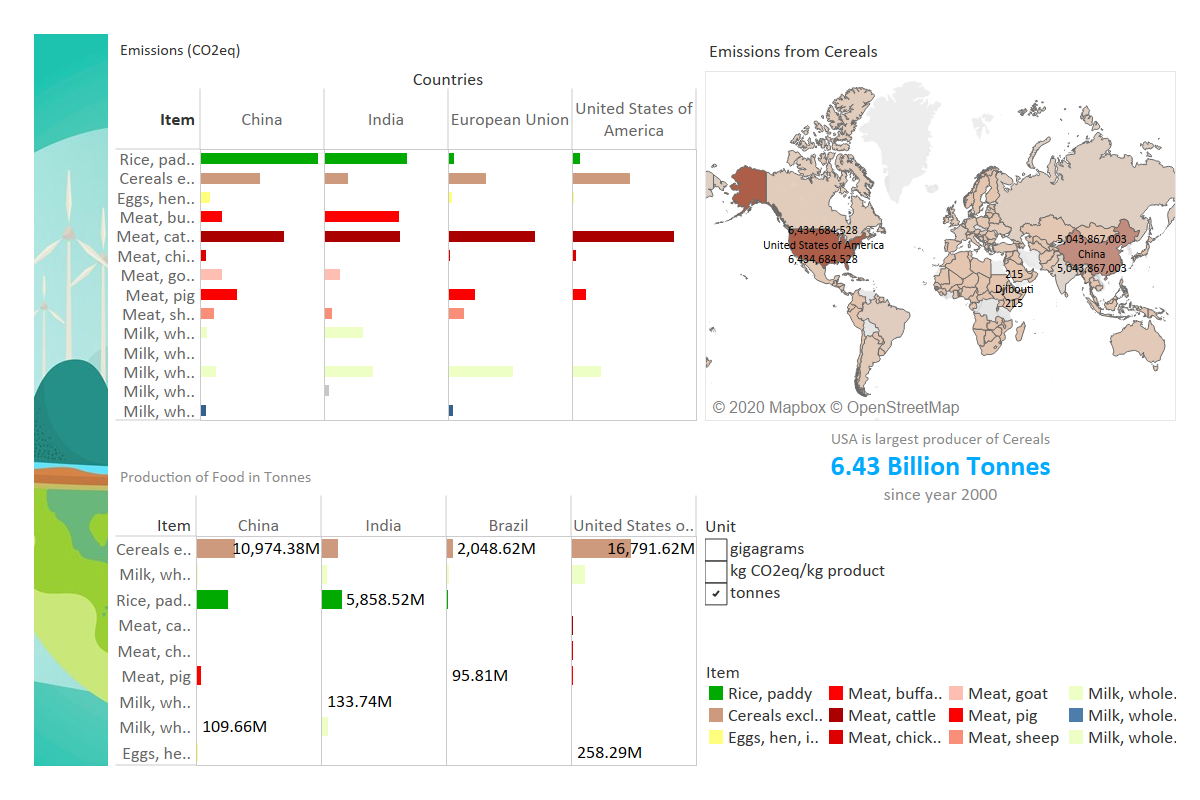 Emissions (CO2eq)
Countries
Item
China
India
European Union
United States of
America
Rice, pad..
Cereals e..
Eggs, hen..
Meat, bu..
Meat, cat..
Meat, chi..
Meat, go..
Meat, pig
Meat, sh..
Milk, wh..
Milk, wh..
Milk, wh..
Milk, wh..
Milk, wh..
Emissions from Cereals
6,434,684,528
United States of America
6,434,684,528
5,043,867,003
China
5,043,867,003
215
Djibouti
215
© 2020 Mapbox © OpenStreetMap
USA is largest producer of Cereals
6.43 Billion Tonnes
since year 2000
Production of Food in Tonnes
Item China India Brazil United States o..
Cereals e.. 10,974.38M 2,048.62M 16,791.62M
Milk, wh..
Rice, pad.. 5,858.52M
Meat, ca..
Meat, ch..
Meat, pig 95.81M
Milk, wh.. 133.74M
Milk, wh.. 109.66M
Eggs, he.. 258.29M
Unit
gigagrams
kg CO2eq/kg product
tonnes
Item
Rice, paddy Meat, buffa.. Meat, goat Milk, whole.
Cereals excl.. Meat, cattle Meat, pig Milk, whole.
Eggs, hen, i.. Meat, chick.. Meat, sheep Milk, whole.